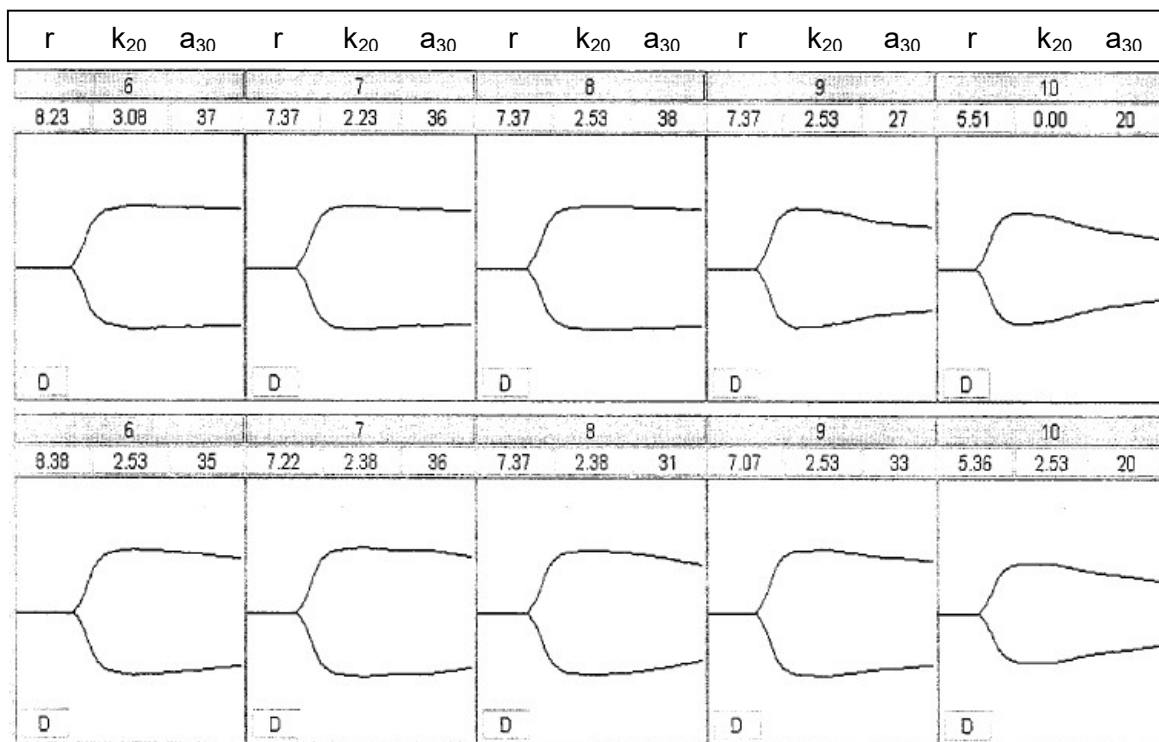 r k₂₀ a₃₀ r k₂₀ a₃₀ r k₂₀ a₃₀ r k₂₀ a₃₀ r k₂₀ a₃₀
6 7 8 9 10
8.23 3.08 37 7.37 2.23 36 7.37 2.53 38 7.37 2.53 27 5.51 0.00 20
D D D D D
6 7 8 9 10
8.38 2.53 35 7.22 2.38 36 7.37 2.38 31 7.07 2.53 33 5.36 2.53 20
D D D D D